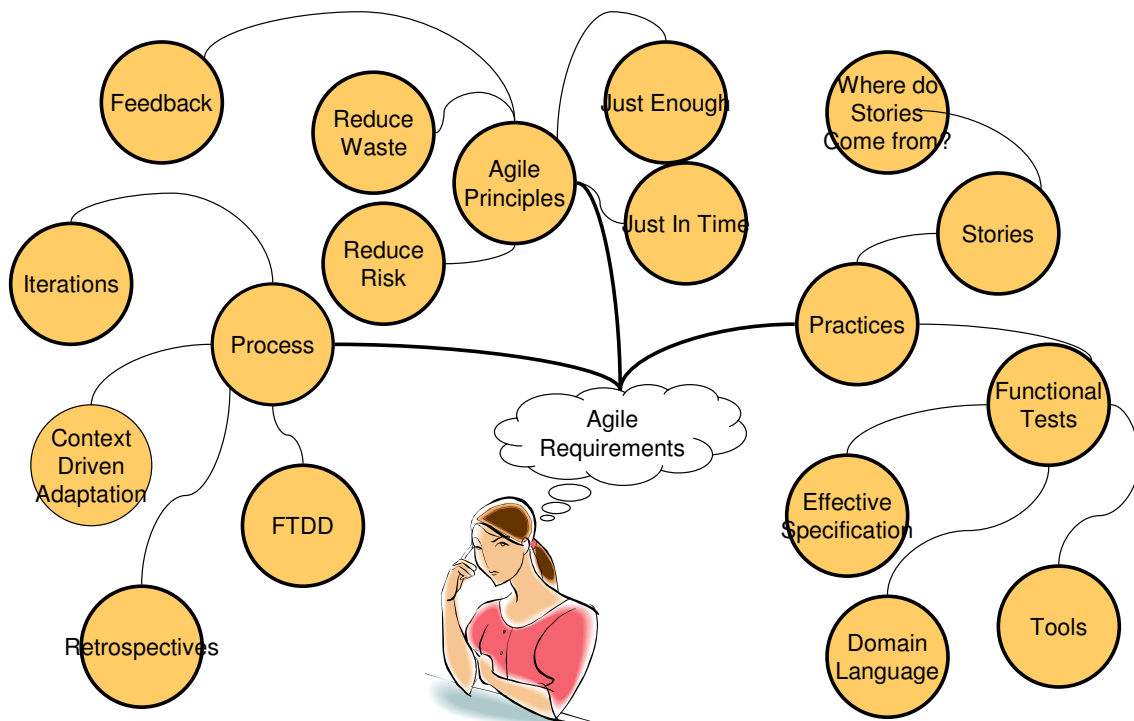 Feedback
Reduce
Waste
Agile
Principles
Just Enough
Where do
Stories
Come from?
Reduce
Risk
Just In Time
Stories
Iterations
Process
Practices
Agile
Requirements
Functional
Tests
Context
Driven
Adaptation
FTDD
Effective
Specification
Retrospectives
Domain
Language
Tools